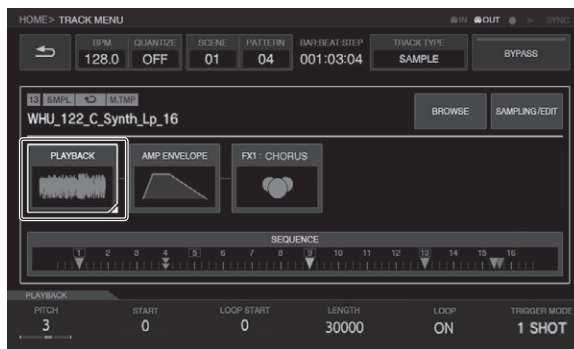 HOME> TRACK MENU
IN OUT SYNC
BPM QUANTIZE SCENE PATTERN BAR:BEAT:STEP TRACK TYPE
128.0 OFF 01 04 001:03:04 SAMPLE BYPASS
13 SMPL M.TMP
WHU_122_C_Synth_Lp_16
BROWSE SAMPLING/EDIT
PLAYBACK AMP ENVELOPE FX1 : CHORUS
SEQUENCE
1 2 3 4 5 6 7 8 9 10 11 12 13 14 15 16
PLAYBACK
PITCH START LOOP START LENGTH LOOP TRIGGER MODE
3 0 0 30000 ON 1 SHOT